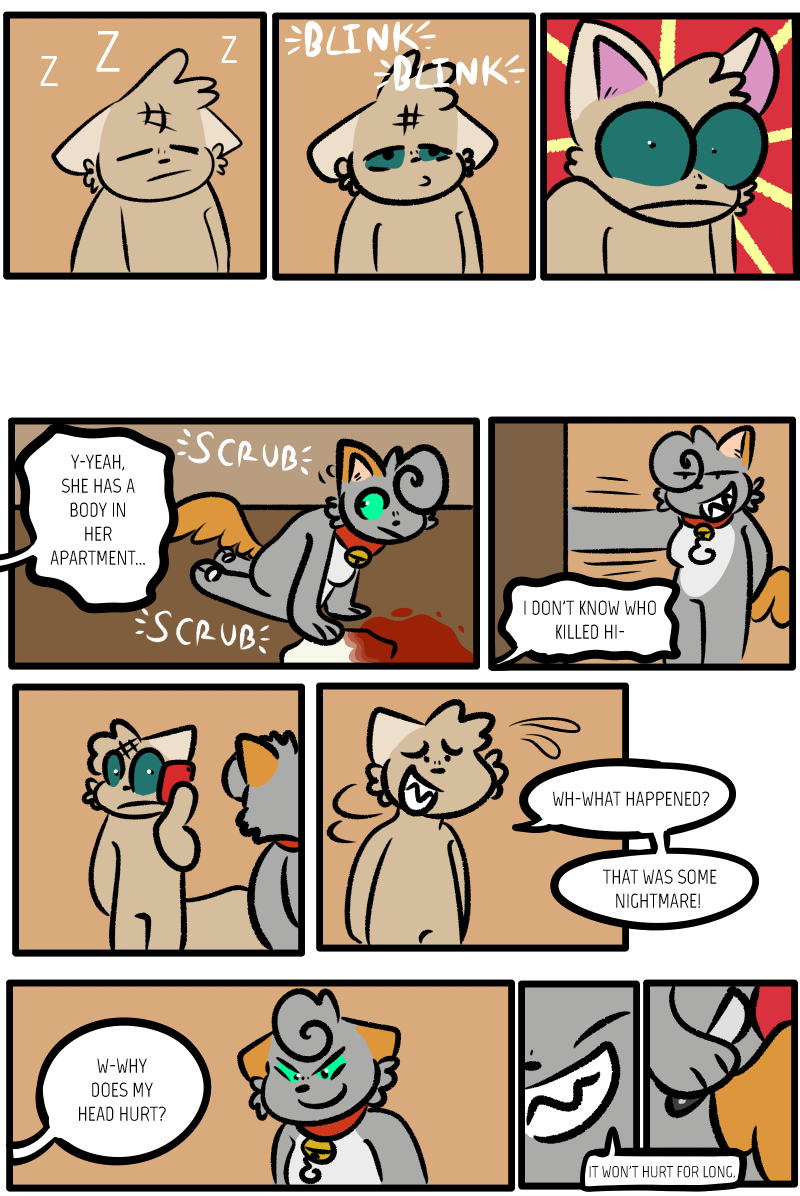 Z Z Z
BLINK
BLINK
Y-YEAH,
SHE HAS A
BODY IN
HER
APARTMENT...
SCRUB
SCRUB
I DON'T KNOW WHO
KILLED HI-
WH-WHAT HAPPENED?
THAT WAS SOME
NIGHTMARE!
W-WHY
DOES MY
HEAD HURT?
IT WON'T HURT FOR LONG.